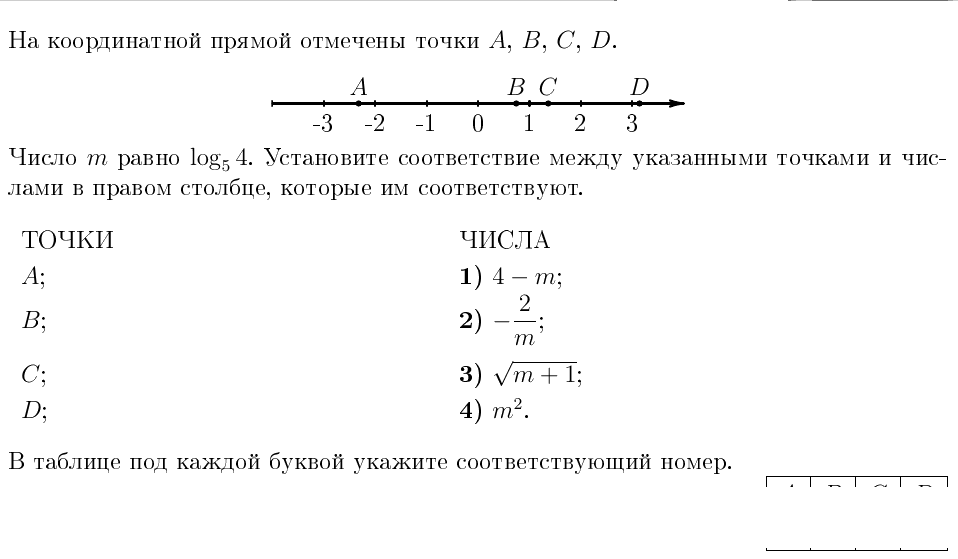 На координатной прямой отмечены точки A, B, C, D.
A B C D
-3 -2 -1 0 1 2 3
Число m равно log₅ 4. Установите соответствие между указанными точками и чис-
лами в правом столбце, которые им соответствуют.
ТОЧКИ ЧИСЛА
A; 1) 4 − m;
B; 2) −2/m;
C; 3) √(m + 1);
D; 4) m².
В таблице под каждой буквой укажите соответствующий номер.